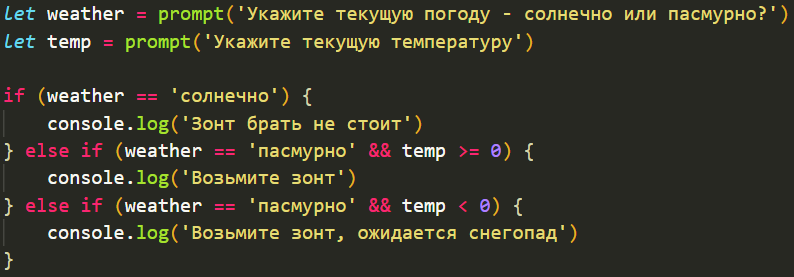 let weather = prompt('Укажите текущую погоду - солнечно или пасмурно?')
let temp = prompt('Укажите текущую температуру')
if (weather == 'солнечно') {
console.log('Зонт брать не стоит')
} else if (weather == 'пасмурно' && temp >= 0) {
console.log('Возьмите зонт')
} else if (weather == 'пасмурно' && temp < 0) {
console.log('Возьмите зонт, ожидается снегопад')
}